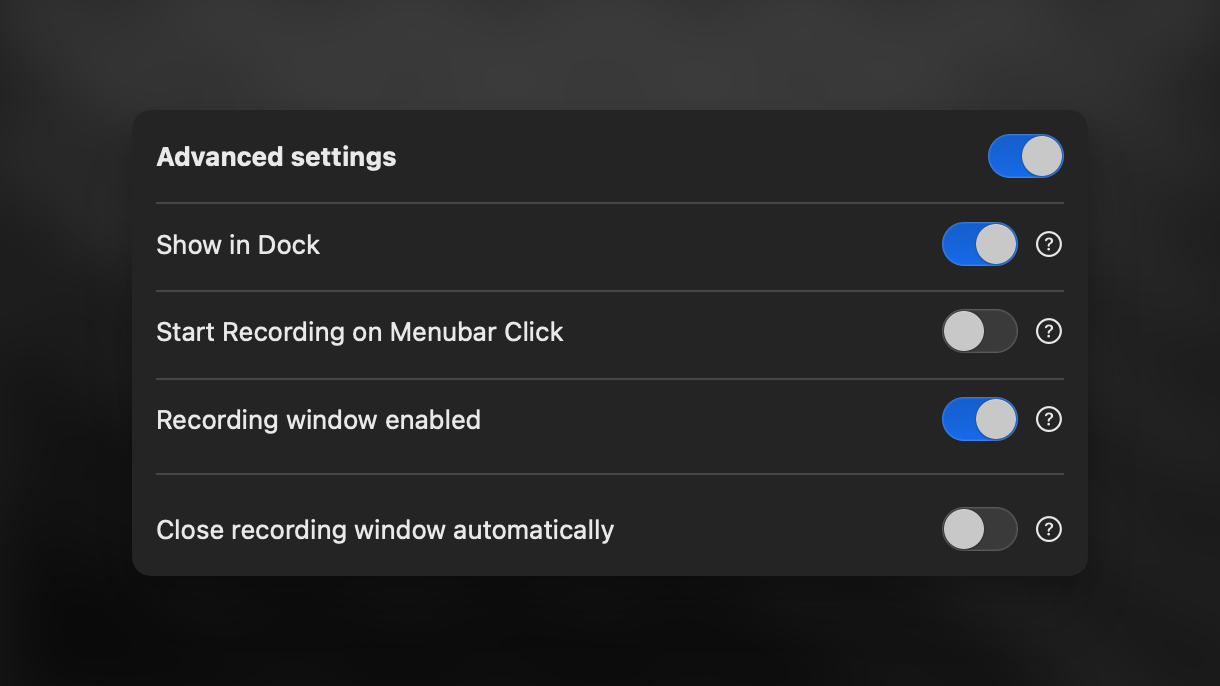 Advanced settings
Show in Dock
?
Start Recording on Menubar Click
?
Recording window enabled
?
Close recording window automatically
?